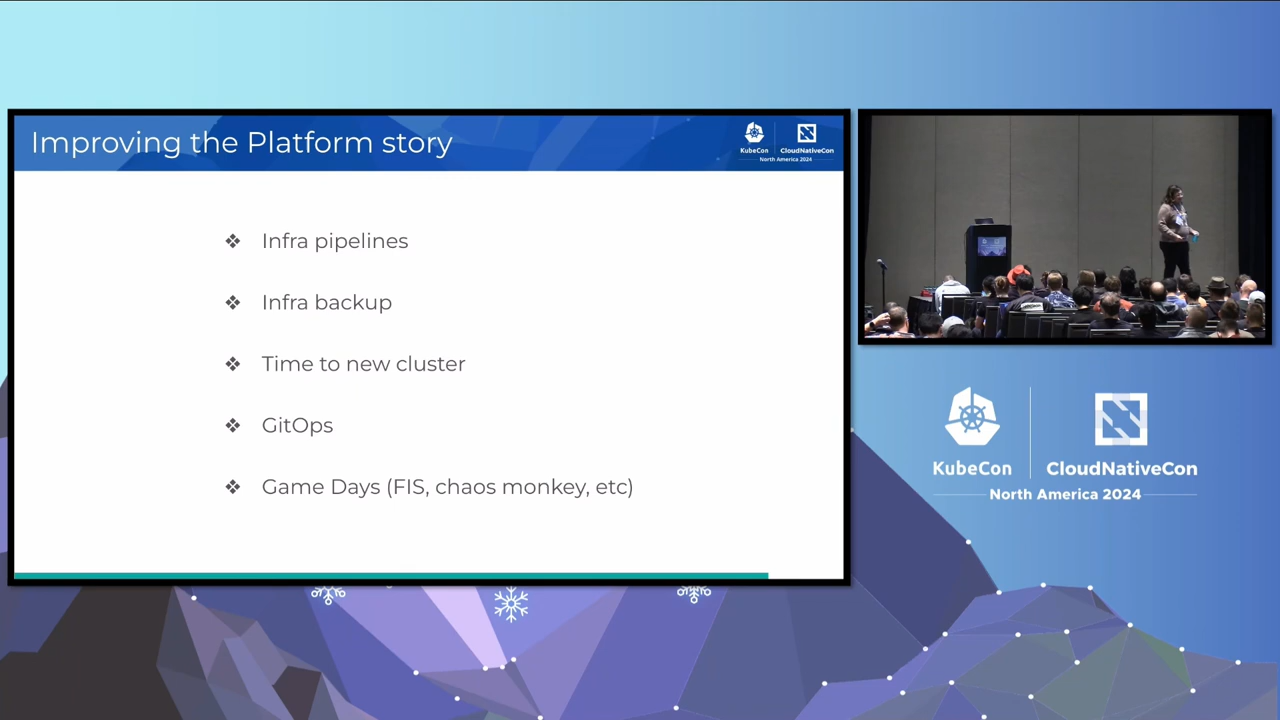 Improving the Platform story
KubeCon
CloudNativeCon
North America 2024
❖ Infra pipelines
❖ Infra backup
❖ Time to new cluster
❖ GitOps
❖ Game Days (FIS, chaos monkey, etc)
KubeCon
CloudNativeCon
North America 2024